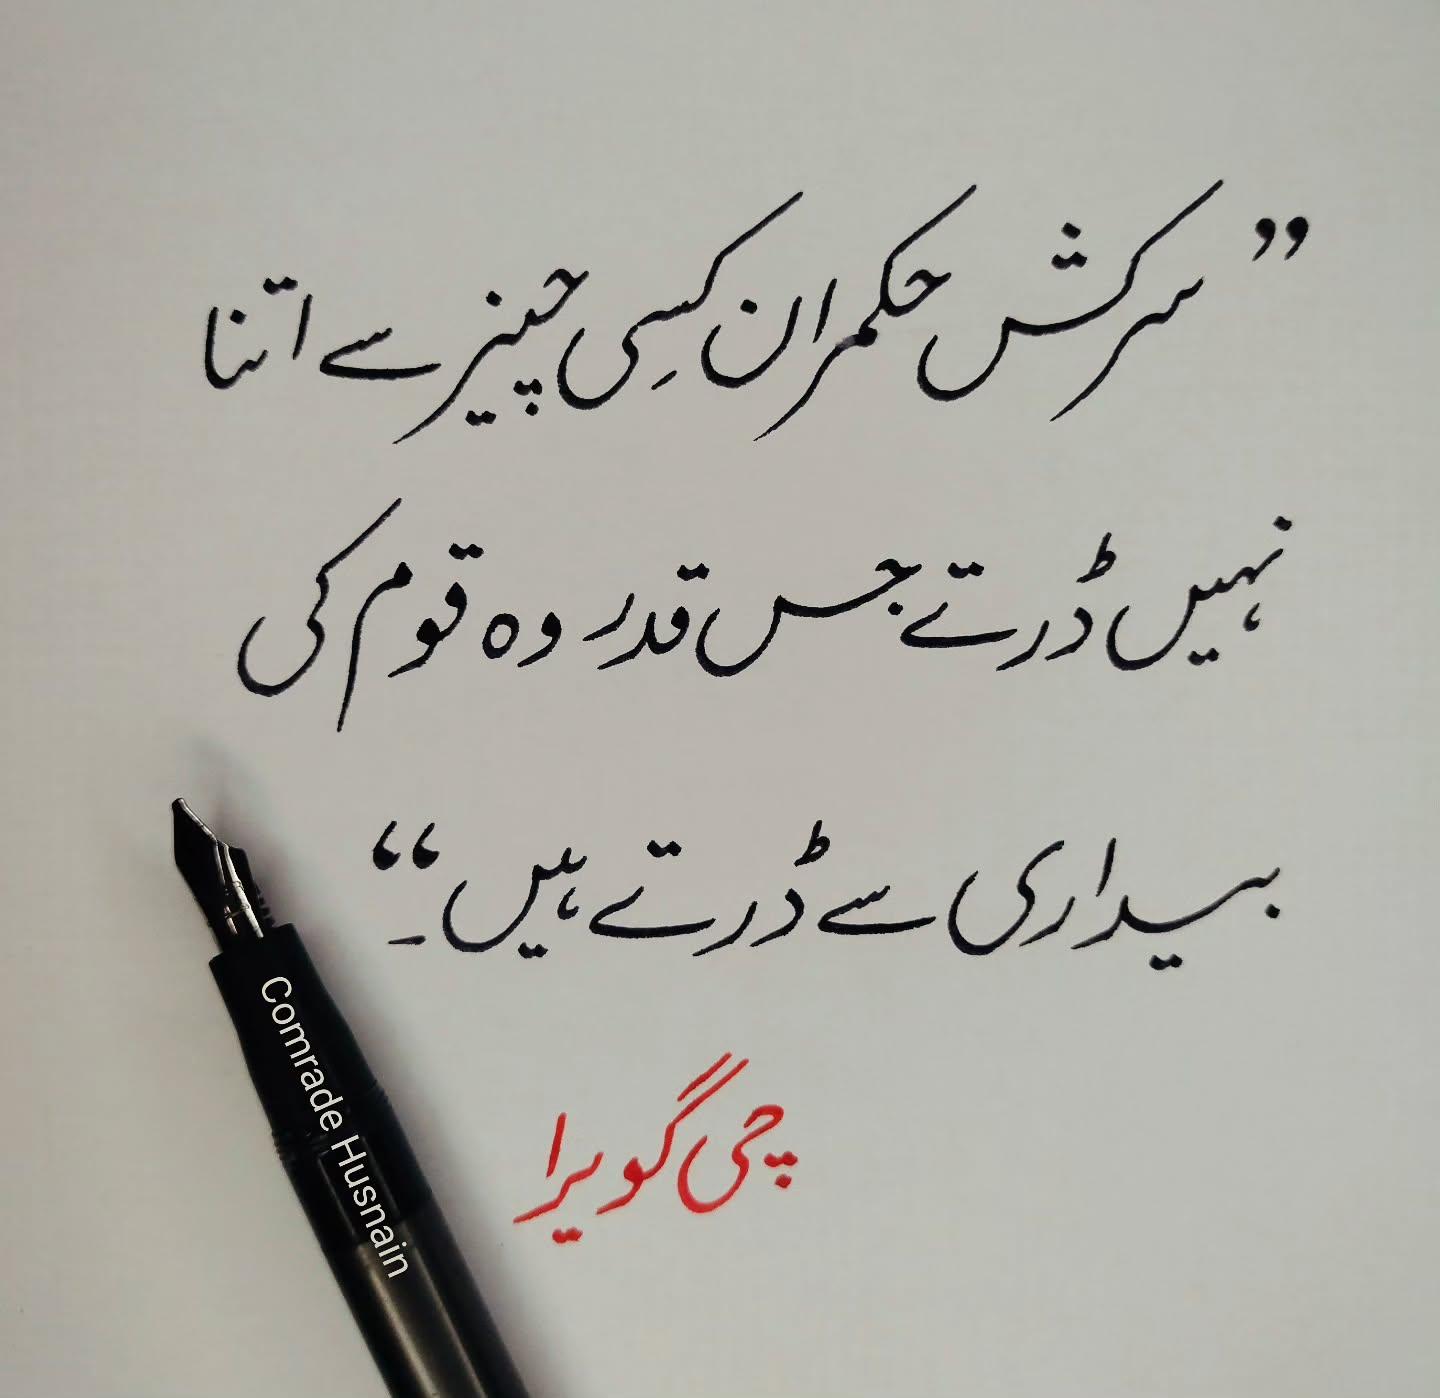 ”سرکش حکمران کسِی چیز سے اتنا
نہیں ڈرتے جس قدر وہ قوم کی
بیداری سے ڈرتے ہیں۔“
چی گویرا
Comrade Husnain